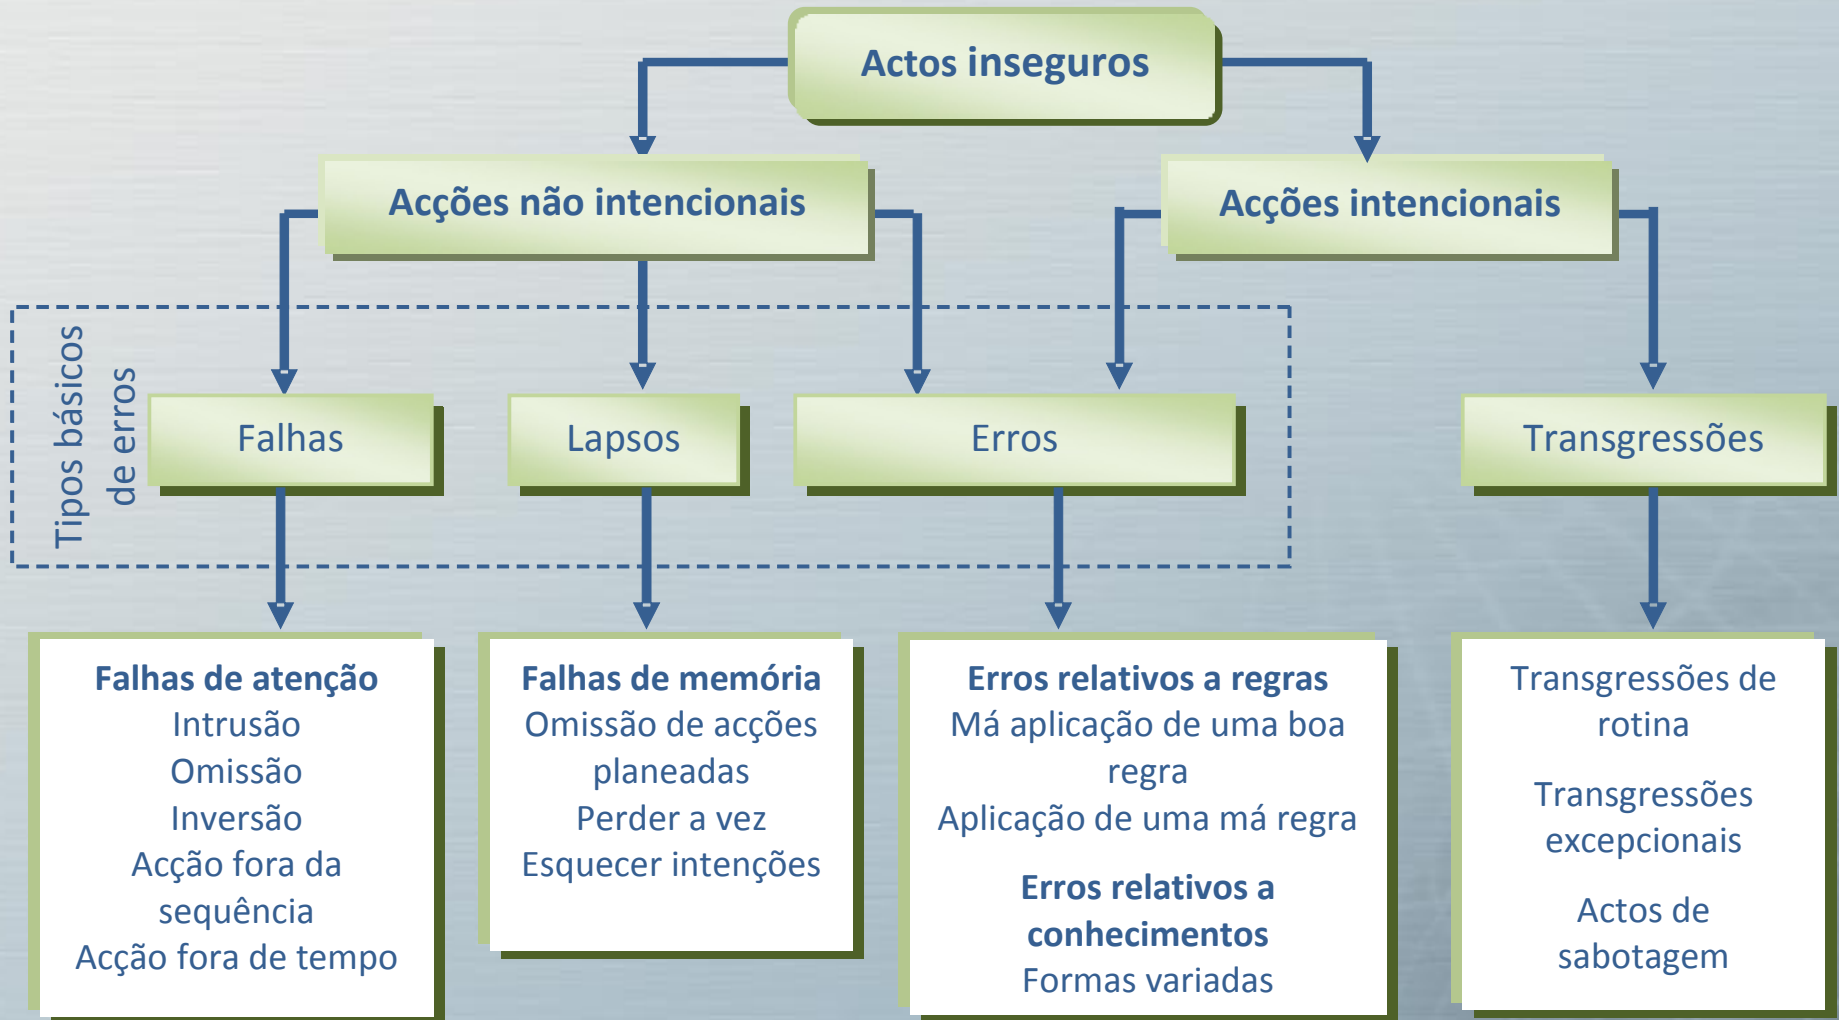 Actos inseguros
Acções não intencionais
Acções intencionais
Tipos básicos
de erros
Falhas
Lapsos
Erros
Transgressões
Falhas de atenção
Intrusão
Omissão
Inversão
Acção fora da
sequência
Acção fora de tempo
Falhas de memória
Omissão de acções
planeadas
Perder a vez
Esquecer intenções
Erros relativos a regras
Má aplicação de uma boa
regra
Aplicação de uma má regra
Erros relativos a
conhecimentos
Formas variadas
Transgressões de
rotina
Transgressões
excepcionais
Actos de
sabotagem